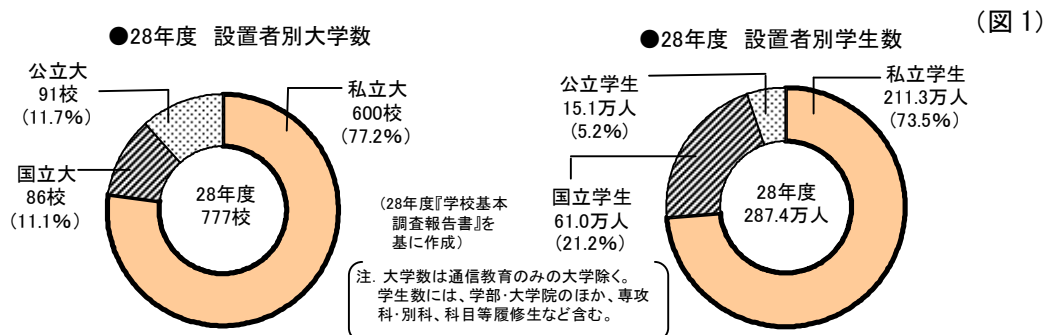 (図 1)
●28年度 設置者別大学数
公立大
91校
(11.7%)
私立大
600校
(77.2%)
国立大
86校
(11.1%)
28年度
777校
(28年度『学校基本
調査報告書』を
基に作成)
●28年度 設置者別学生数
公立学生
15.1万人
(5.2%)
私立学生
211.3万人
(73.5%)
国立学生
61.0万人
(21.2%)
28年度
287.4万人
注. 大学数は通信教育のみの大学除く。
学生数には、学部・大学院のほか、専攻
科・別科、科目等履修生など含む。